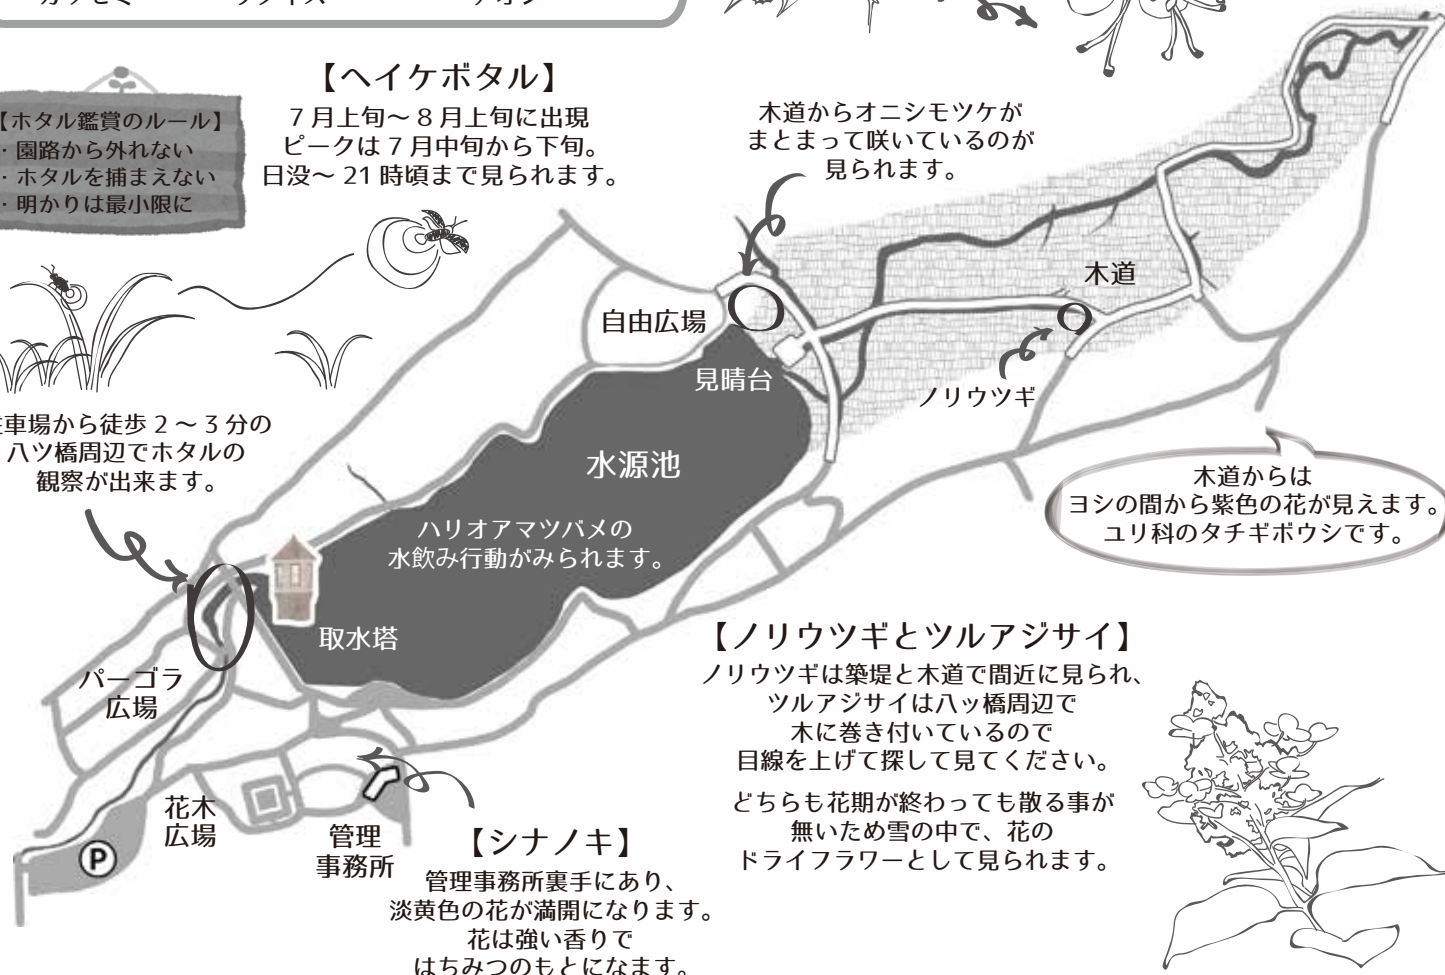 【ホタル鑑賞のルール】
・園路から外れない
・ホタルを捕まえない
・明かりは最小限に
【ヘイケボタル】
7月上旬～8月上旬に出現
ピークは7月中旬から下旬。
日没～21時頃まで見られます。
木道からオニシモツケが
まとまって咲いているのが
見られます。
自由広場
木道
見晴台
ノリウツギ
車場から徒歩2～3分の
八ツ橋周辺でホタルの
観察が出来ます。
水源池
ハリオアマツバメの
水飲み行動がみられます。
木道からは
ヨシの間から紫色の花が見えます。
ユリ科のタチギボウシです。
取水塔
パーゴラ
広場
【ノリウツギとツルアジサイ】
ノリウツギは築堤と木道で間近に見られ、
ツルアジサイは八ッ橋周辺で
木に巻き付いているので
目線を上げて探して見てください。
どちらも花期が終わっても散る事が
無いため雪の中で、花の
ドライフラワーとして見られます。
花木
広場
管理
事務所
P
【シナノキ】
管理事務所裏手にあり、
淡黄色の花が満開になります。
花は強い香りで
はちみつのもとになます。